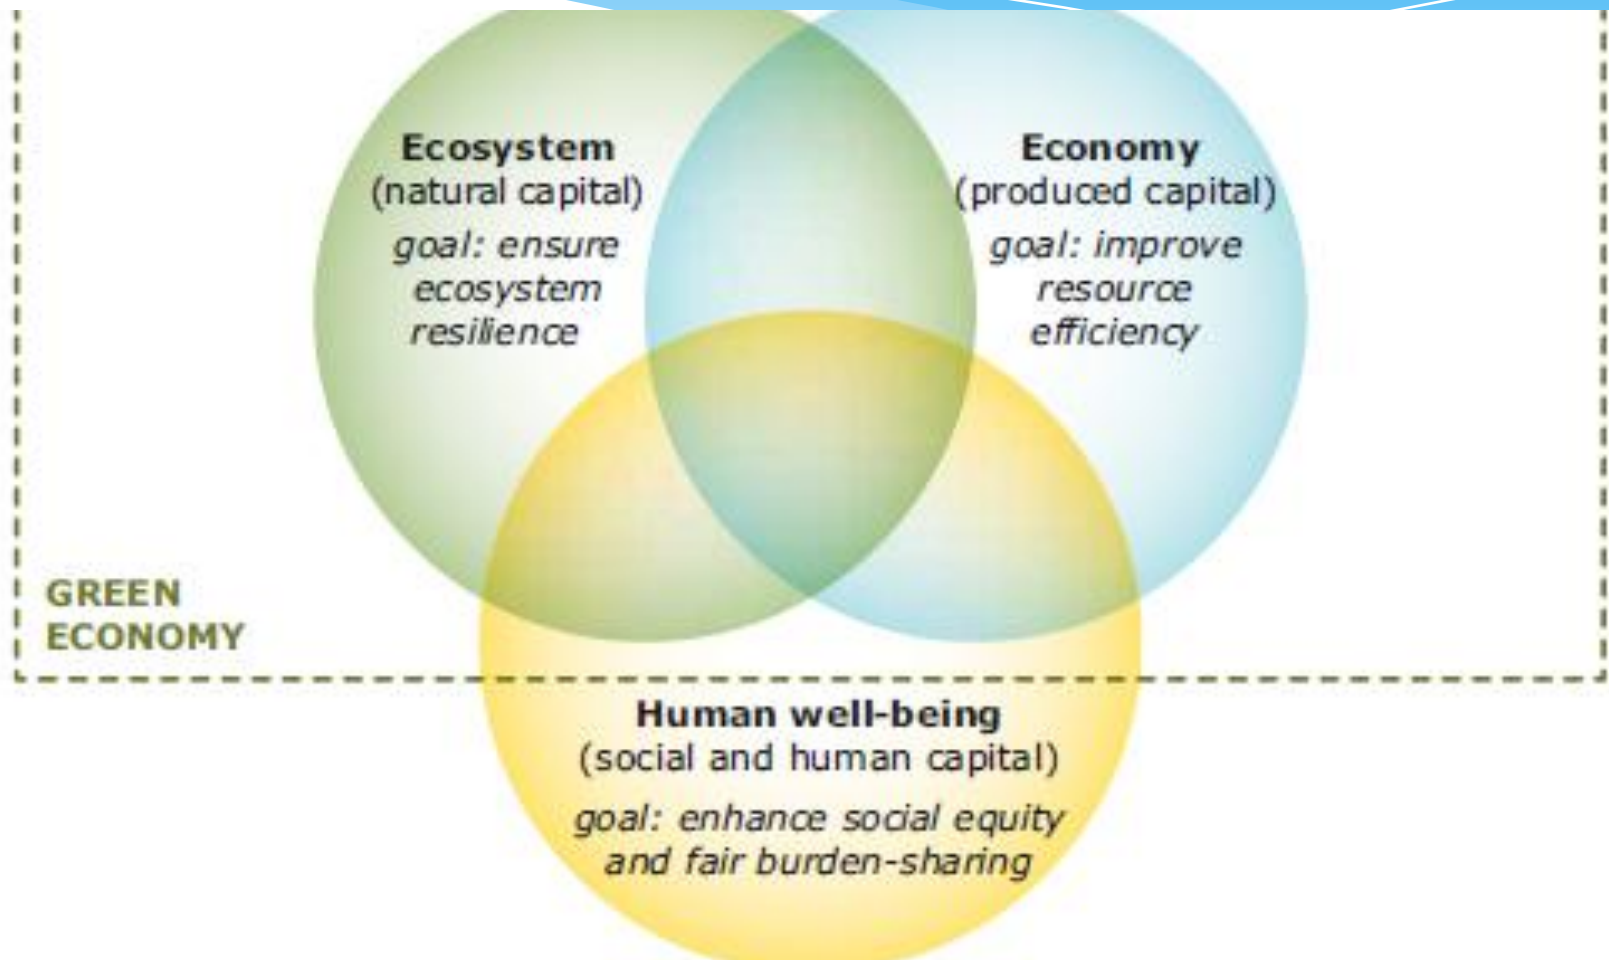 Ecosystem
(natural capital)
goal: ensure
ecosystem
resilience
Economy
(produced capital)
goal: improve
resource
efficiency
GREEN
ECONOMY
Human well-being
(social and human capital)
goal: enhance social equity
and fair burden-sharing